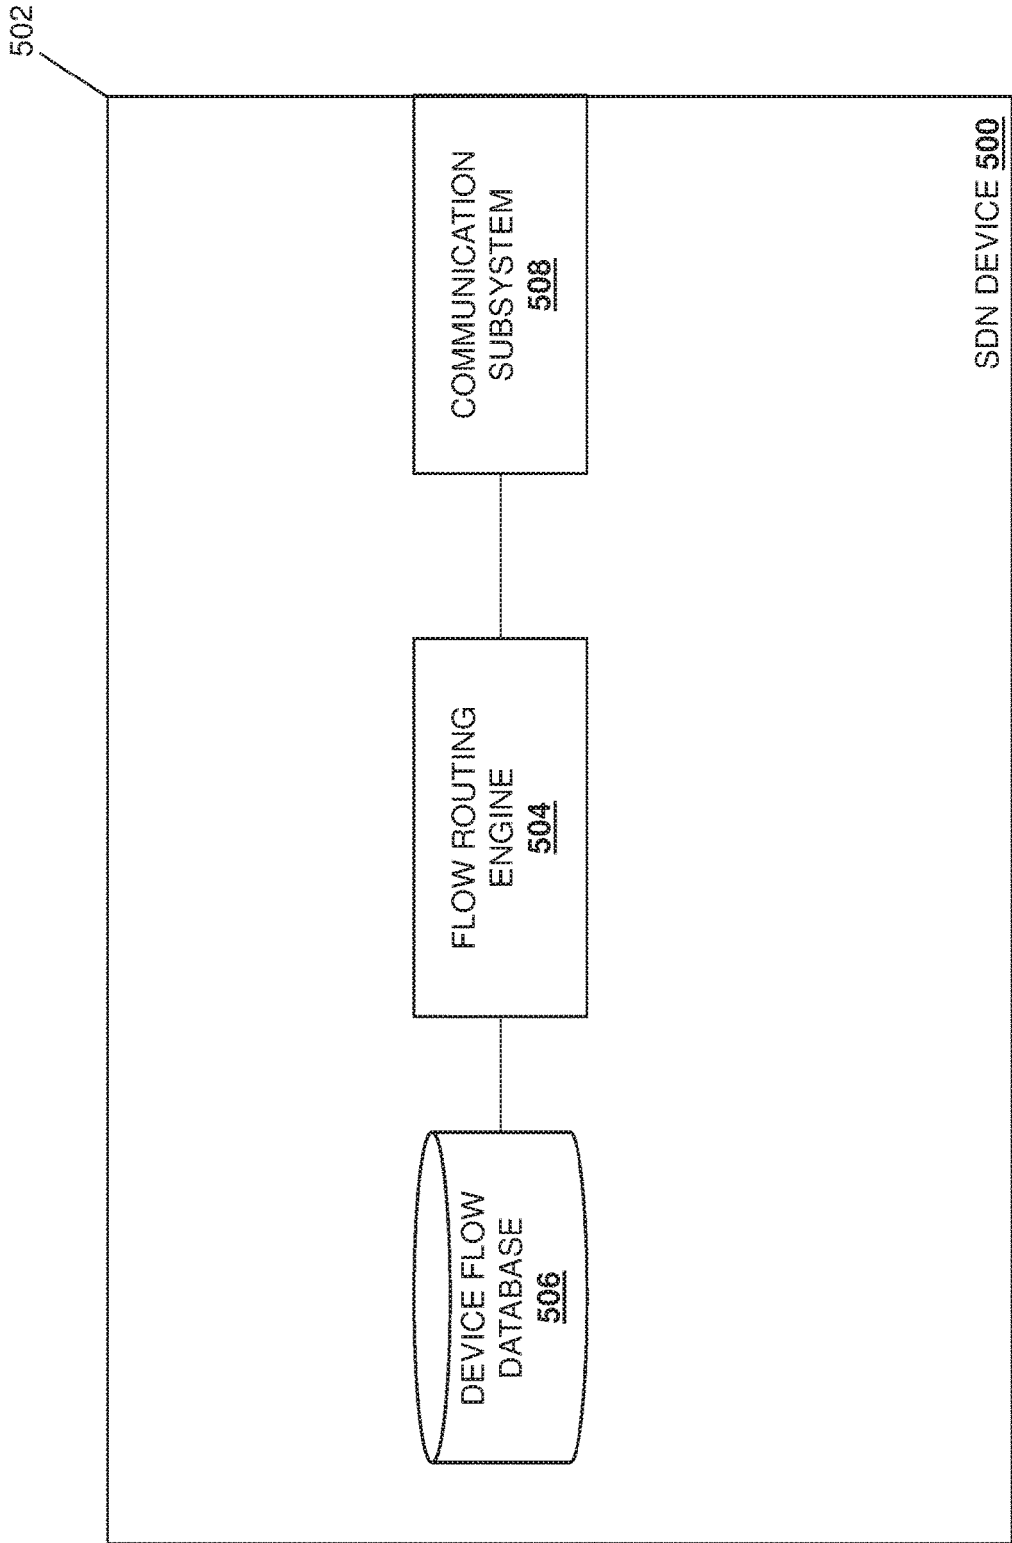 502
DEVICE FLOW
DATABASE
506
FLOW ROUTING
ENGINE
504
COMMUNICATION
SUBSYSTEM
508
SDN DEVICE 500